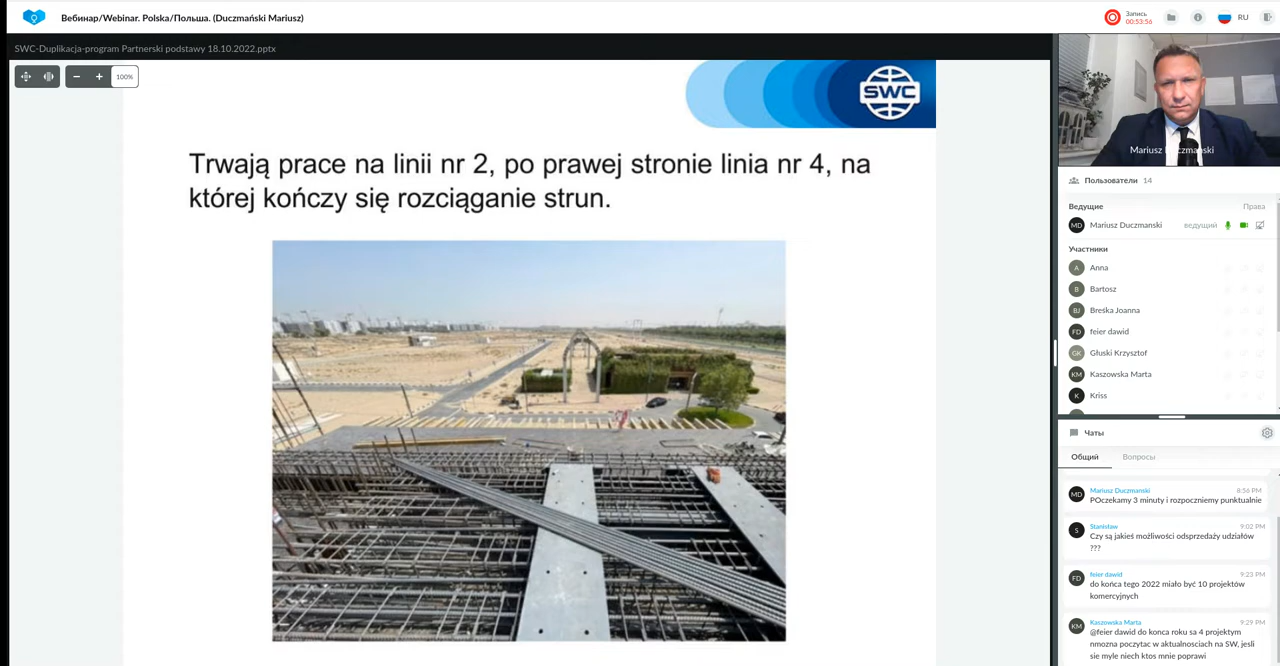 Вебинар/Webinar. Polska/Польша. (Duczmański Mariusz)
Запись
00:53:56
RU
SWC-Duplikacja-program Partnerski podstawy 18.10.2022.pptx
100%
SWC
Trwają prace na linii nr 2, po prawej stronie linia nr 4, na
której kończy się rozciąganie strun.
Пользователи 14
Ведущие Права
MD Mariusz Duczmanski ведущий
Участники
A Anna
B Bartosz
BJ Breśka Joanna
FD feier dawid
GK Głuski Krzysztof
KM Kaszowska Marta
K Kriss
Чаты
Общий Вопросы
MD Mariusz Duczmanski 8:56 PM
POczekamy 3 minuty i rozpoczniemy punktualnie
S Stanisław 9:02 PM
Czy są jakieś możliwości odsprzedaży udziałów
???
FD feier dawid 9:23 PM
do końca tego 2022 miało być 10 projektów
komercyjnych
KM Kaszowska Marta 9:29 PM
@feier dawid do konca roku sa 4 projektym
nmozna poczytac w aktualnosciach na SW, jesli
sie myle niech ktos mnie poprawi